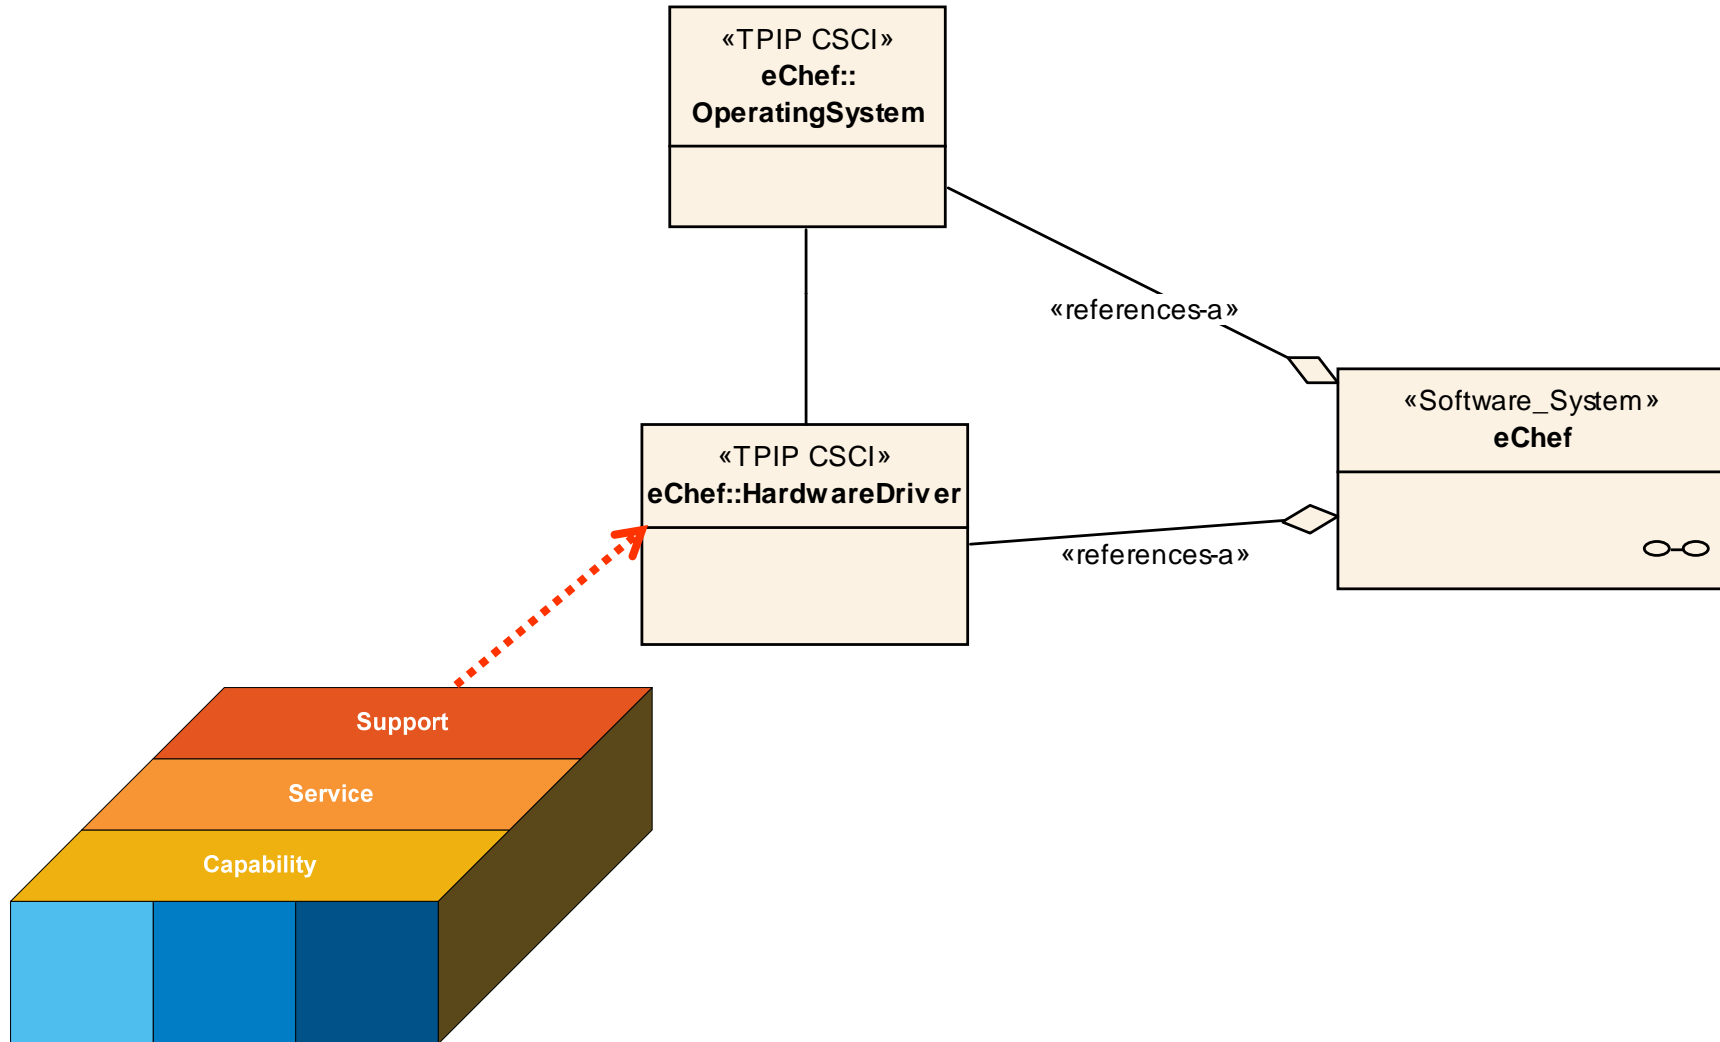 «TPIP CSCI»
eChef::
OperatingSystem
«references-a»
«Software_System»
eChef
«TPIP CSCI»
eChef::HardwareDriver
«references-a»
Support
Service
Capability